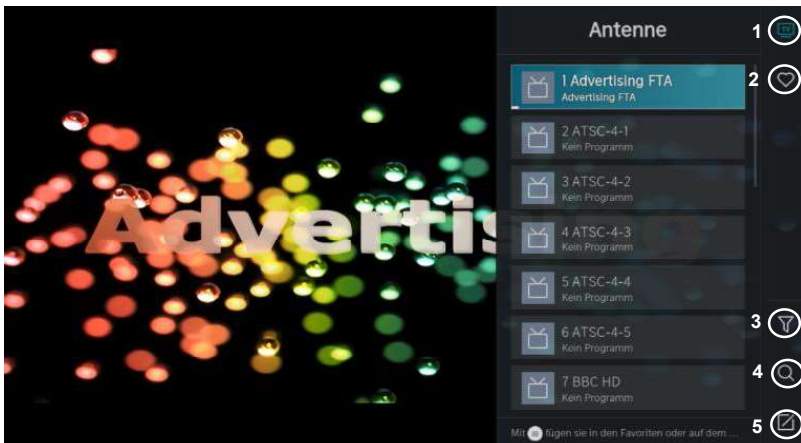 Antenne
1
TV
2
1 Advertising FTA
Advertising FTA
2 ATSC-4-1
Kein Programm
3 ATSC-4-2
Kein Programm
Advertising
4 ATSC-4-3
Kein Programm
5 ATSC-4-4
Kein Programm
3
6 ATSC-4-5
Kein Programm
4
7 BBC HD
Kein Programm
5
Mit fügen sie in den Favoriten oder auf dem ...